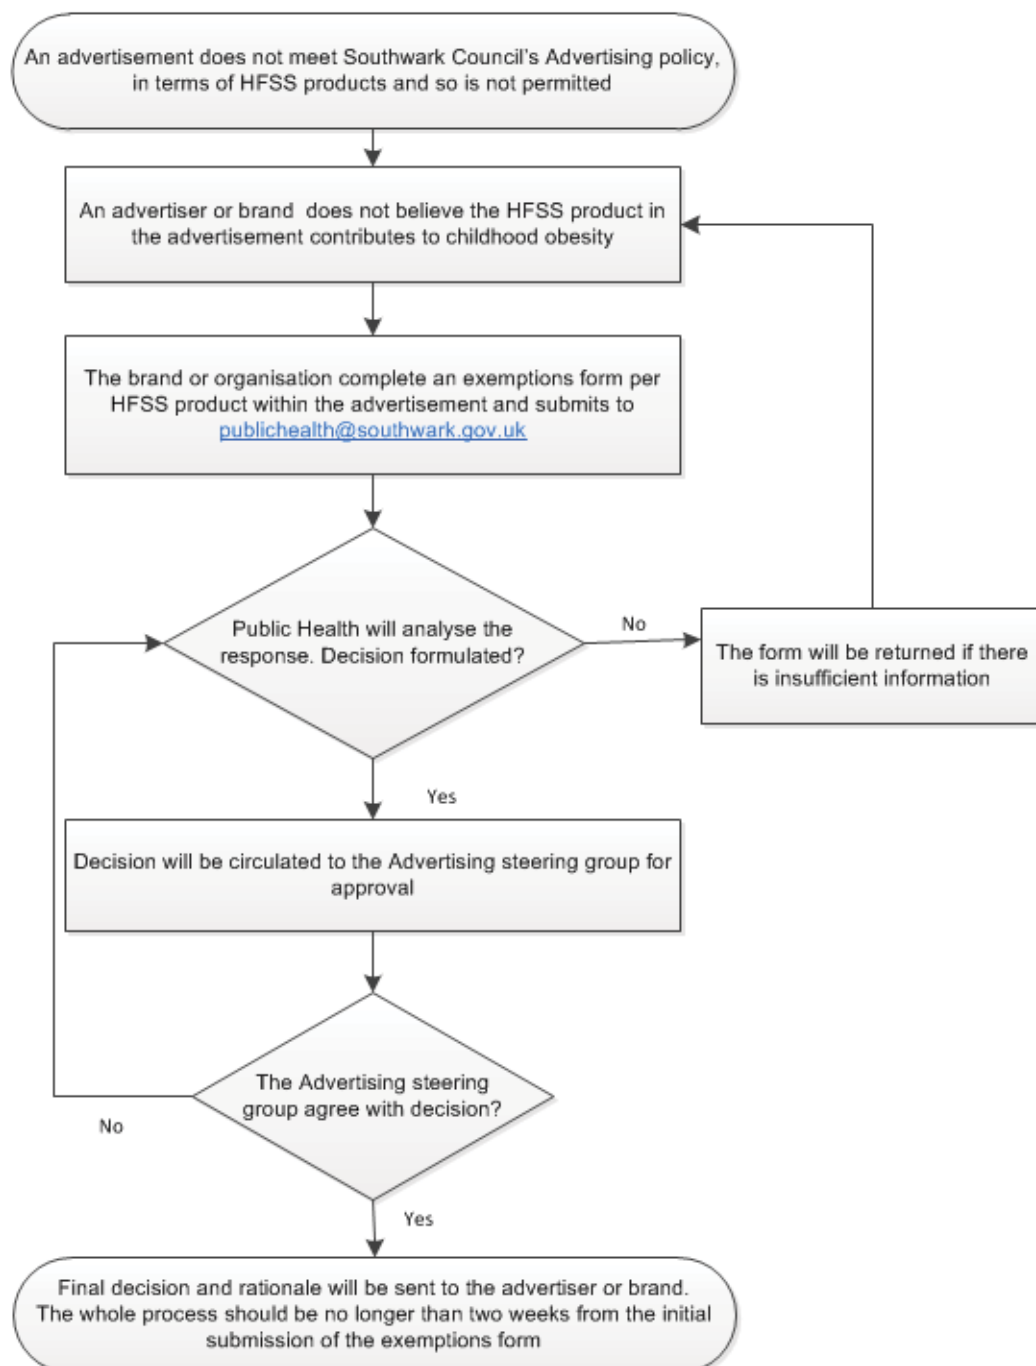 An advertisement does not meet Southwark Council's Advertising policy,
in terms of HFSS products and so is not permitted
An advertiser or brand does not believe the HFSS product in
the advertisement contributes to childhood obesity
The brand or organisation complete an exemptions form per
HFSS product within the advertisement and submits to
publichealth@southwark.gov.uk
Public Health will analyse the
response. Decision formulated?
No
The form will be returned if there
is insufficient information
Yes
Decision will be circulated to the Advertising steering group for
approval
The Advertising steering
group agree with decision?
No
Yes
Final decision and rationale will be sent to the advertiser or brand.
The whole process should be no longer than two weeks from the initial
submission of the exemptions form